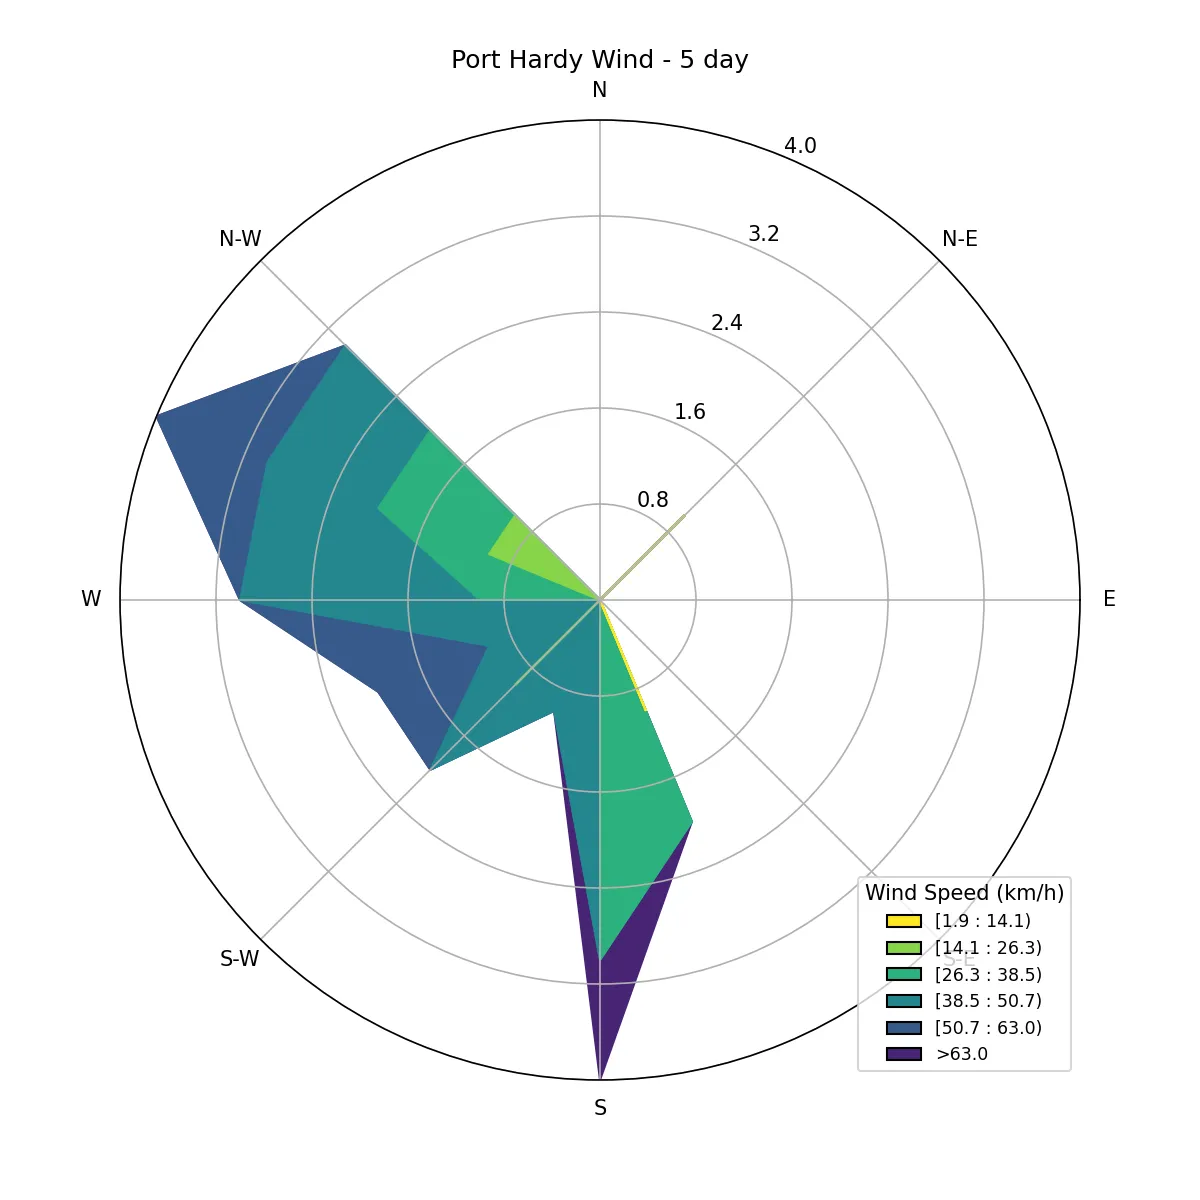 Port Hardy Wind - 5 day
N
4.0
N-W
3.2
N-E
2.4
1.6
0.8
W
E
S-W
S-E
S
Wind Speed (km/h)
[1.9 : 14.1)
[14.1 : 26.3)
[26.3 : 38.5)
[38.5 : 50.7)
[50.7 : 63.0)
>63.0